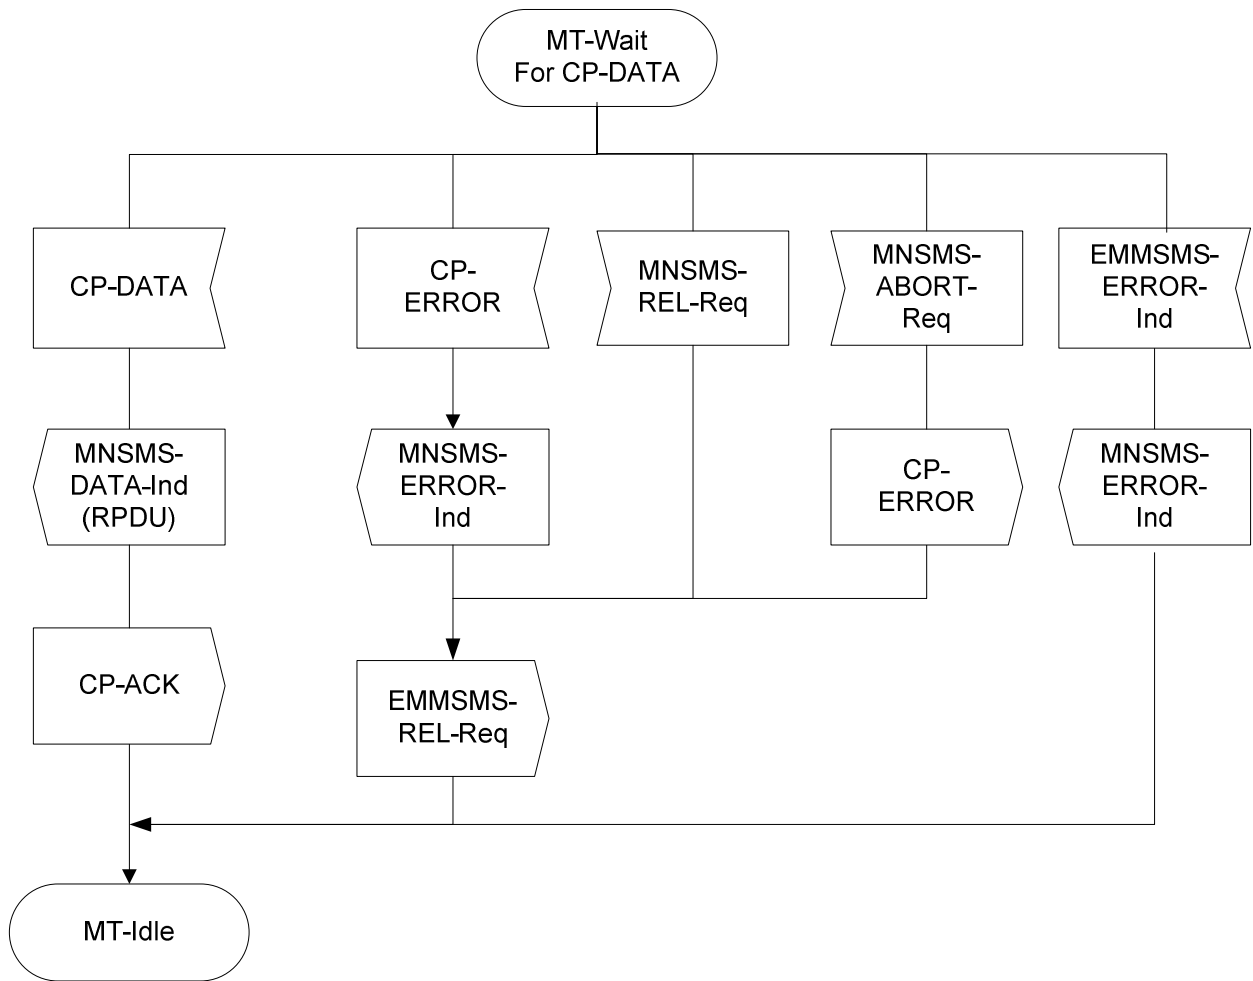 MT-Wait
For CP-DATA
CP-DATA
CP-
ERROR
MNSMS-
REL-Req
MNSMS-
ABORT-
Req
EMMSMS-
ERROR-
Ind
MNSMS-
DATA-Ind
(RPDU)
MNSMS-
ERROR-
Ind
CP-
ERROR
MNSMS-
ERROR-
Ind
CP-ACK
EMMSMS-
REL-Req
MT-Idle